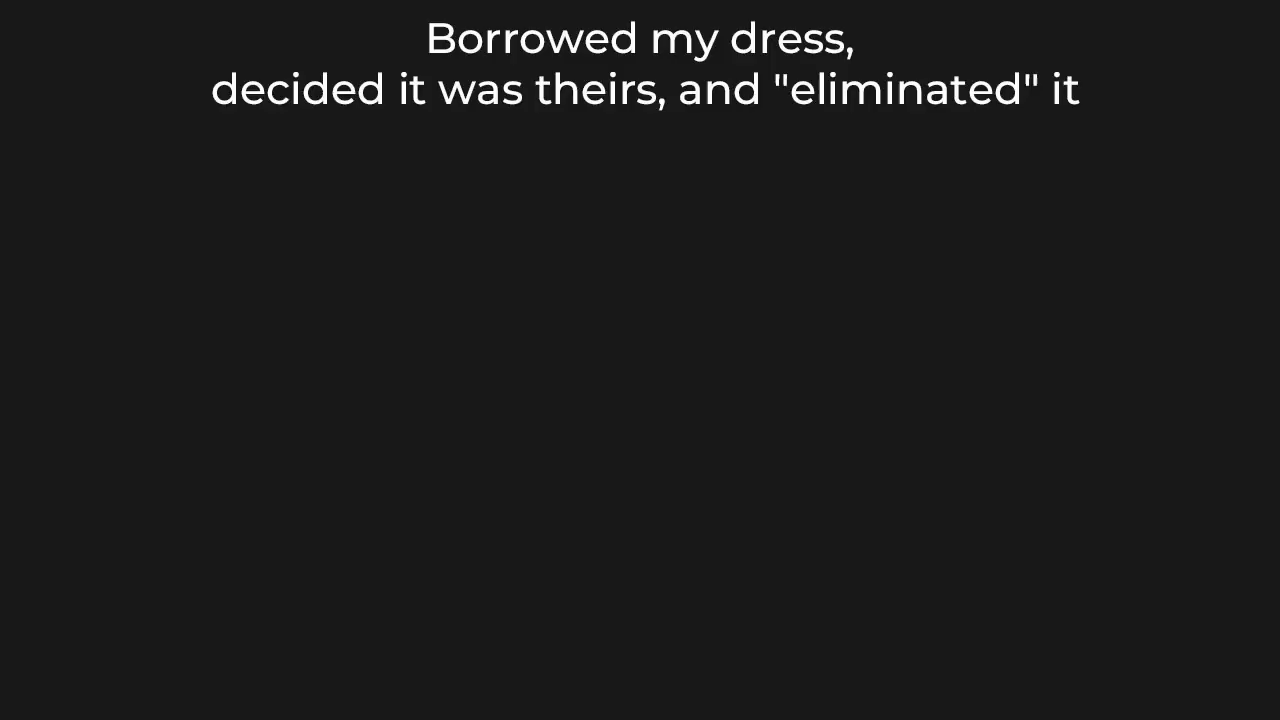 Borrowed my dress,
decided it was theirs, and "eliminated" it